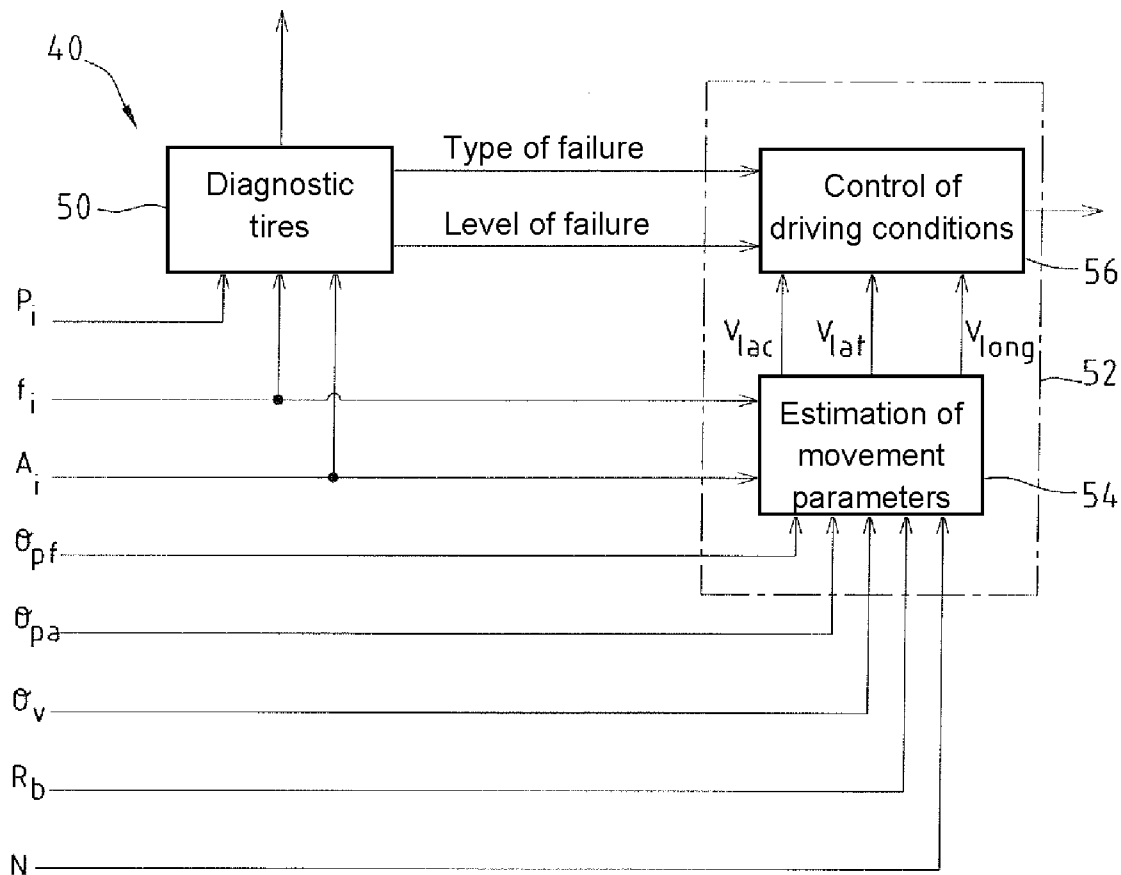 40
Type of failure
Diagnostic
tires
50
Level of failure
Control of
driving conditions
56
P_i
V_lac
V_lat
V_long
52
f_i
Estimation of
movement
parameters
54
A_i
θ_pf
θ_pa
θ_v
R_b
N